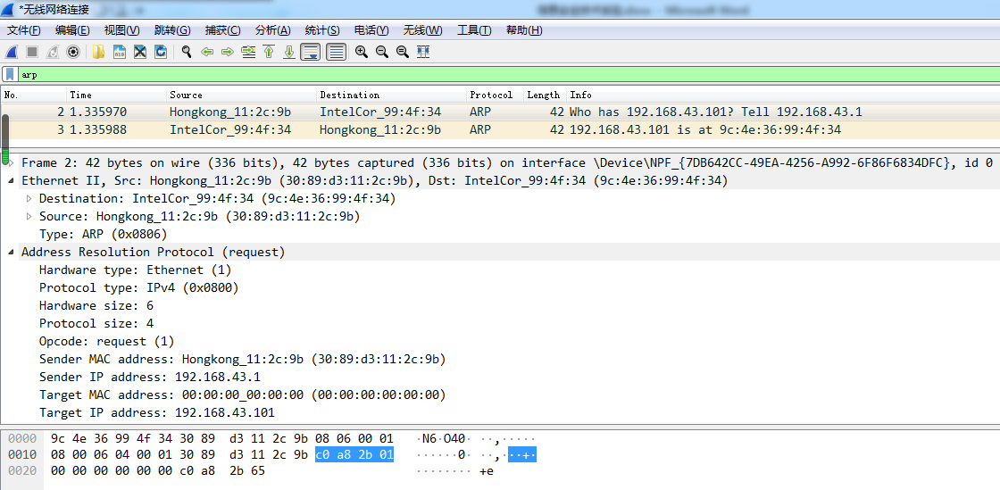 *无线网络连接
文件(F) 编辑(E) 视图(V) 跳转(G) 捕获(C) 分析(A) 统计(S) 电话(Y) 无线(W) 工具(T) 帮助(H)
arp
No. Time Source Destination Protocol Length Info
2 1.335970 Hongkong_11:2c:9b IntelCor_99:4f:34 ARP 42 Who has 192.168.43.101? Tell 192.168.43.1
3 1.335988 IntelCor_99:4f:34 Hongkong_11:2c:9b ARP 42 192.168.43.101 is at 9c:4e:36:99:4f:34
Frame 2: 42 bytes on wire (336 bits), 42 bytes captured (336 bits) on interface \Device\NPF_{7DB642CC-49EA-4256-A992-6F86F6834DFC}, id 0
Ethernet II, Src: Hongkong_11:2c:9b (30:89:d3:11:2c:9b), Dst: IntelCor_99:4f:34 (9c:4e:36:99:4f:34)
Destination: IntelCor_99:4f:34 (9c:4e:36:99:4f:34)
Source: Hongkong_11:2c:9b (30:89:d3:11:2c:9b)
Type: ARP (0x0806)
Address Resolution Protocol (request)
Hardware type: Ethernet (1)
Protocol type: IPv4 (0x0800)
Hardware size: 6
Protocol size: 4
Opcode: request (1)
Sender MAC address: Hongkong_11:2c:9b (30:89:d3:11:2c:9b)
Sender IP address: 192.168.43.1
Target MAC address: 00:00:00_00:00:00 (00:00:00:00:00:00)
Target IP address: 192.168.43.101
0000 9c 4e 36 99 4f 34 30 89 d3 11 2c 9b 08 06 00 01 ·N6·O40· ··,·····
0010 08 00 06 04 00 01 30 89 d3 11 2c 9b c0 a8 2b 01 ······0· ··,···+·
0020 00 00 00 00 00 00 c0 a8 2b 65 ········ +e